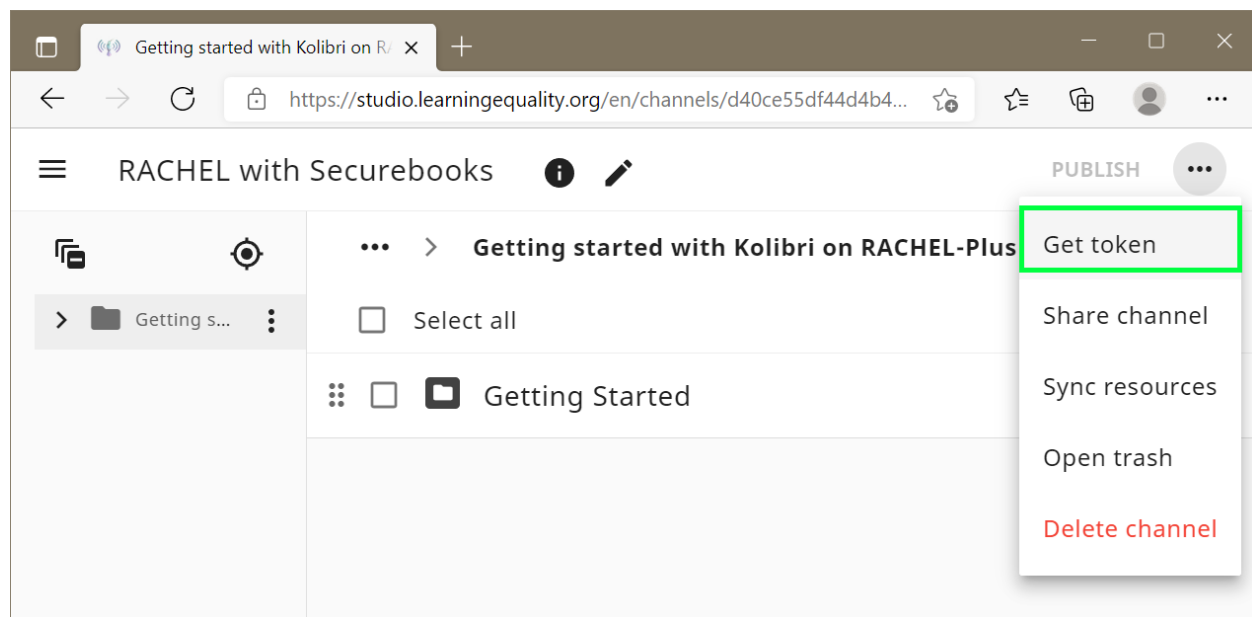 Getting started with Kolibri on R
https://studio.learningequality.org/en/channels/d40ce55df44d4b4...
RACHEL with Securebooks
PUBLISH
Getting started with Kolibri on RACHEL-Plus
Get token
Getting s...
Select all
Share channel
Getting Started
Sync resources
Open trash
Delete channel